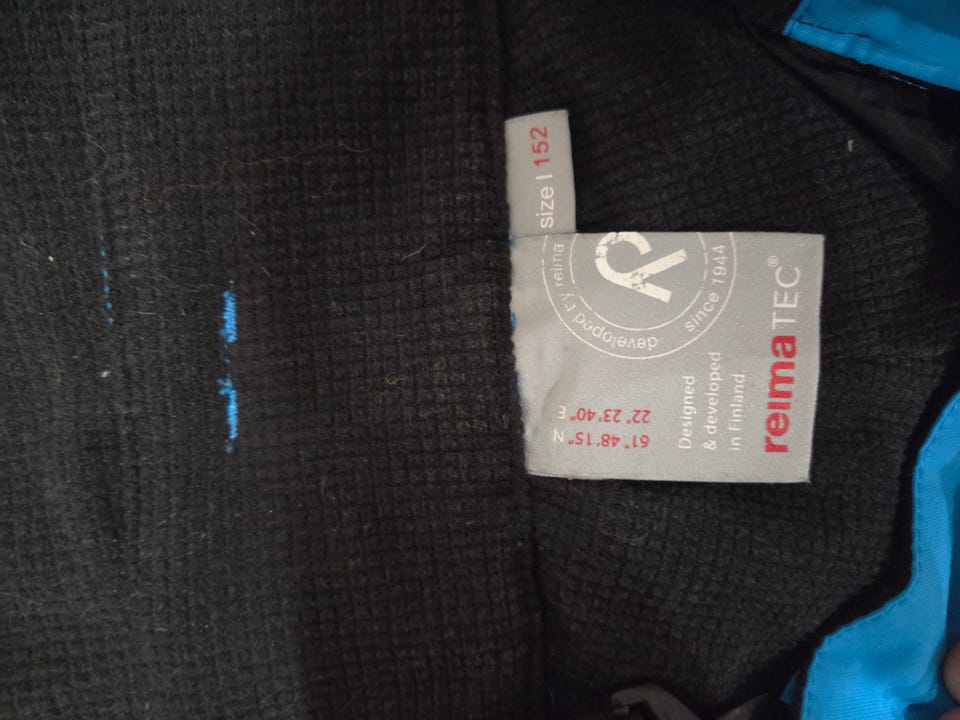 size | 152
developed by reima
since 1944
61° 48' 15" N
22° 23' 40" E
Designed
& developed
in Finland
reima TEC®